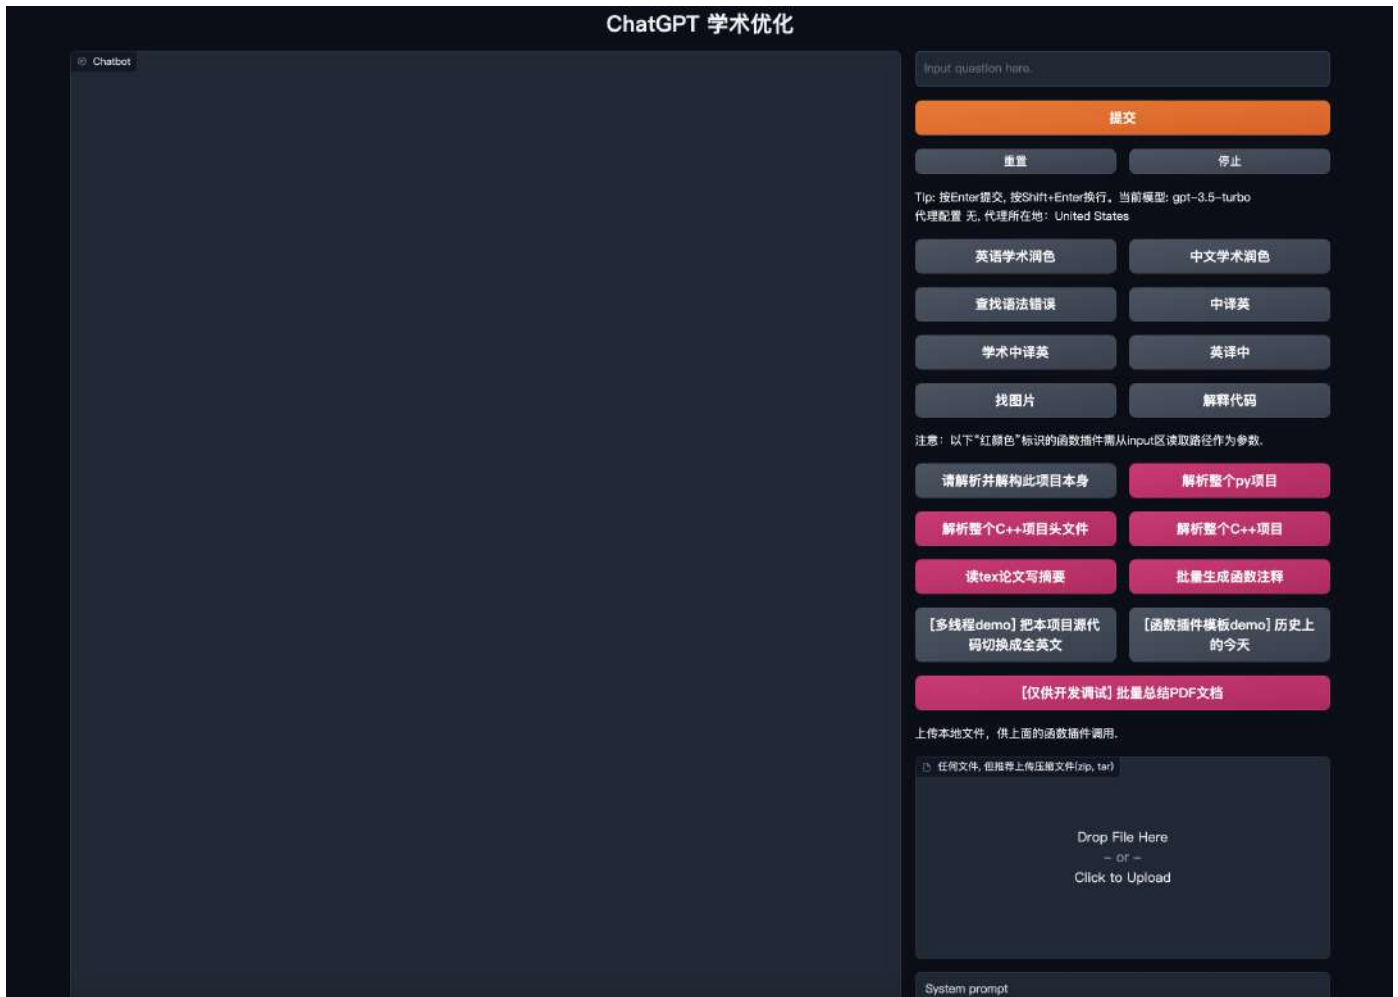 ChatGPT 学术优化
Chatbot
Input question here.
提交
重置
停止
Tip: 按Enter提交, 按Shift+Enter换行。当前模型: gpt-3.5-turbo
代理配置 无, 代理所在地：United States
英语学术润色
中文学术润色
查找语法错误
中译英
学术中译英
英译中
找图片
解释代码
注意：以下“红颜色”标识的函数插件需从input区读取路径作为参数.
请解析并解构此项目本身
解析整个py项目
解析整个C++项目头文件
解析整个C++项目
读tex论文写摘要
批量生成函数注释
[多线程demo] 把本项目源代
码切换成全英文
[函数插件模板demo] 历史上
的今天
[仅供开发调试] 批量总结PDF文档
上传本地文件，供上面的函数插件调用.
任何文件, 但推荐上传压缩文件(zip, tar)
Drop File Here
- or -
Click to Upload
System prompt